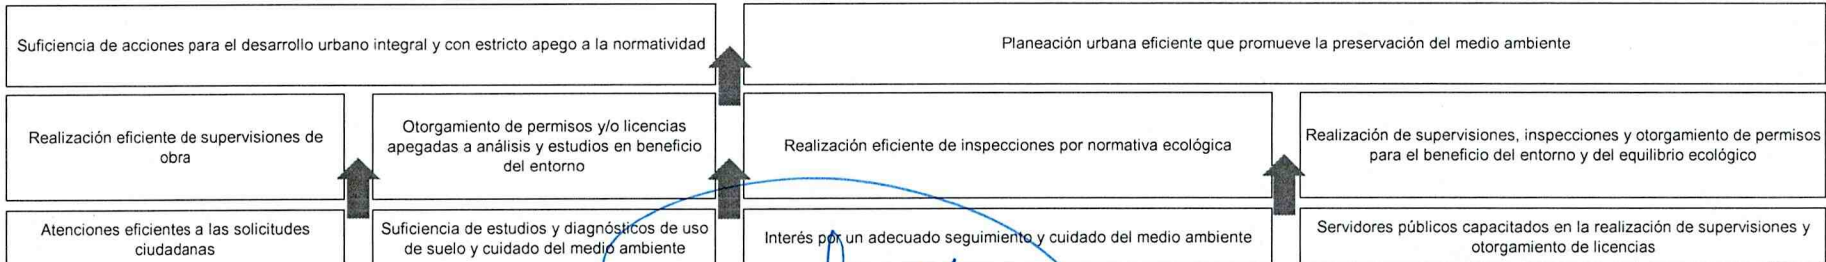 Suficiencia de acciones para el desarrollo urbano integral y con estricto apego a la normatividad
Planeación urbana eficiente que promueve la preservación del medio ambiente
Realización eficiente de supervisiones de
obra
Otorgamiento de permisos y/o licencias
apegadas a análisis y estudios en beneficio
del entorno
Realización eficiente de inspecciones por normativa ecológica
Realización de supervisiones, inspecciones y otorgamiento de permisos
para el beneficio del entorno y del equilibrio ecológico
Atenciones eficientes a las solicitudes
ciudadanas
Suficiencia de estudios y diagnósticos de uso
de suelo y cuidado del medio ambiente
Interés por un adecuado seguimiento y cuidado del medio ambiente
Servidores públicos capacitados en la realización de supervisiones y
otorgamiento de licencias